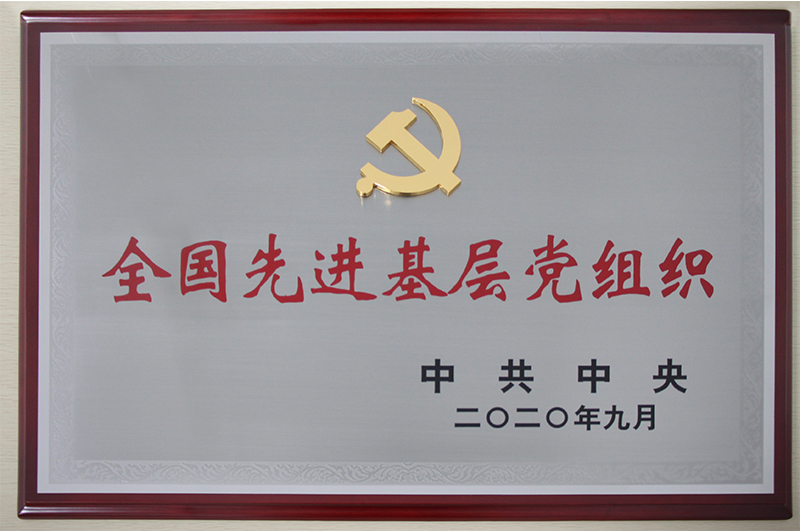 全国先进基层党组织
中共中央
二〇二〇年九月